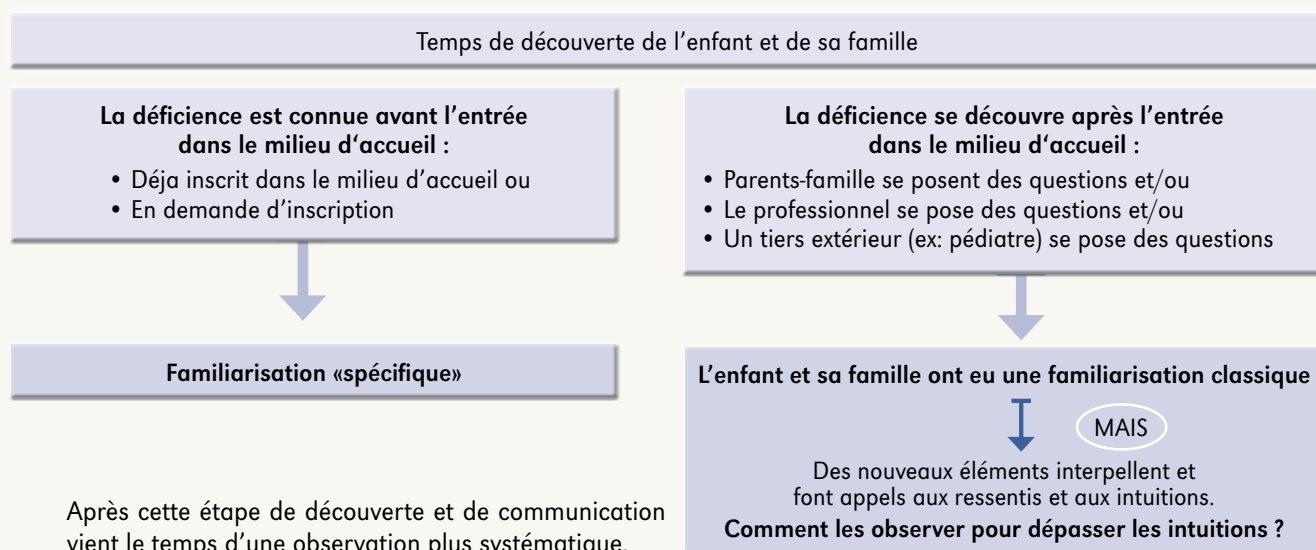 Temps de découverte de l'enfant et de sa famille
La déficience est connue avant l'entrée
dans le milieu d'accueil :
• Déja inscrit dans le milieu d'accueil ou
• En demande d'inscription
Familiarisation «spécifique»
La déficience se découvre après l'entrée
dans le milieu d'accueil :
• Parents-famille se posent des questions et/ou
• Le professionnel se pose des questions et/ou
• Un tiers extérieur (ex: pédiatre) se pose des questions
L'enfant et sa famille ont eu une familiarisation classique
MAIS
Des nouveaux éléments interpellent et
font appels aux ressentis et aux intuitions.
Comment les observer pour dépasser les intuitions ?
Après cette étape de découverte et de communication
vient le temps d'une observation plus systématique.